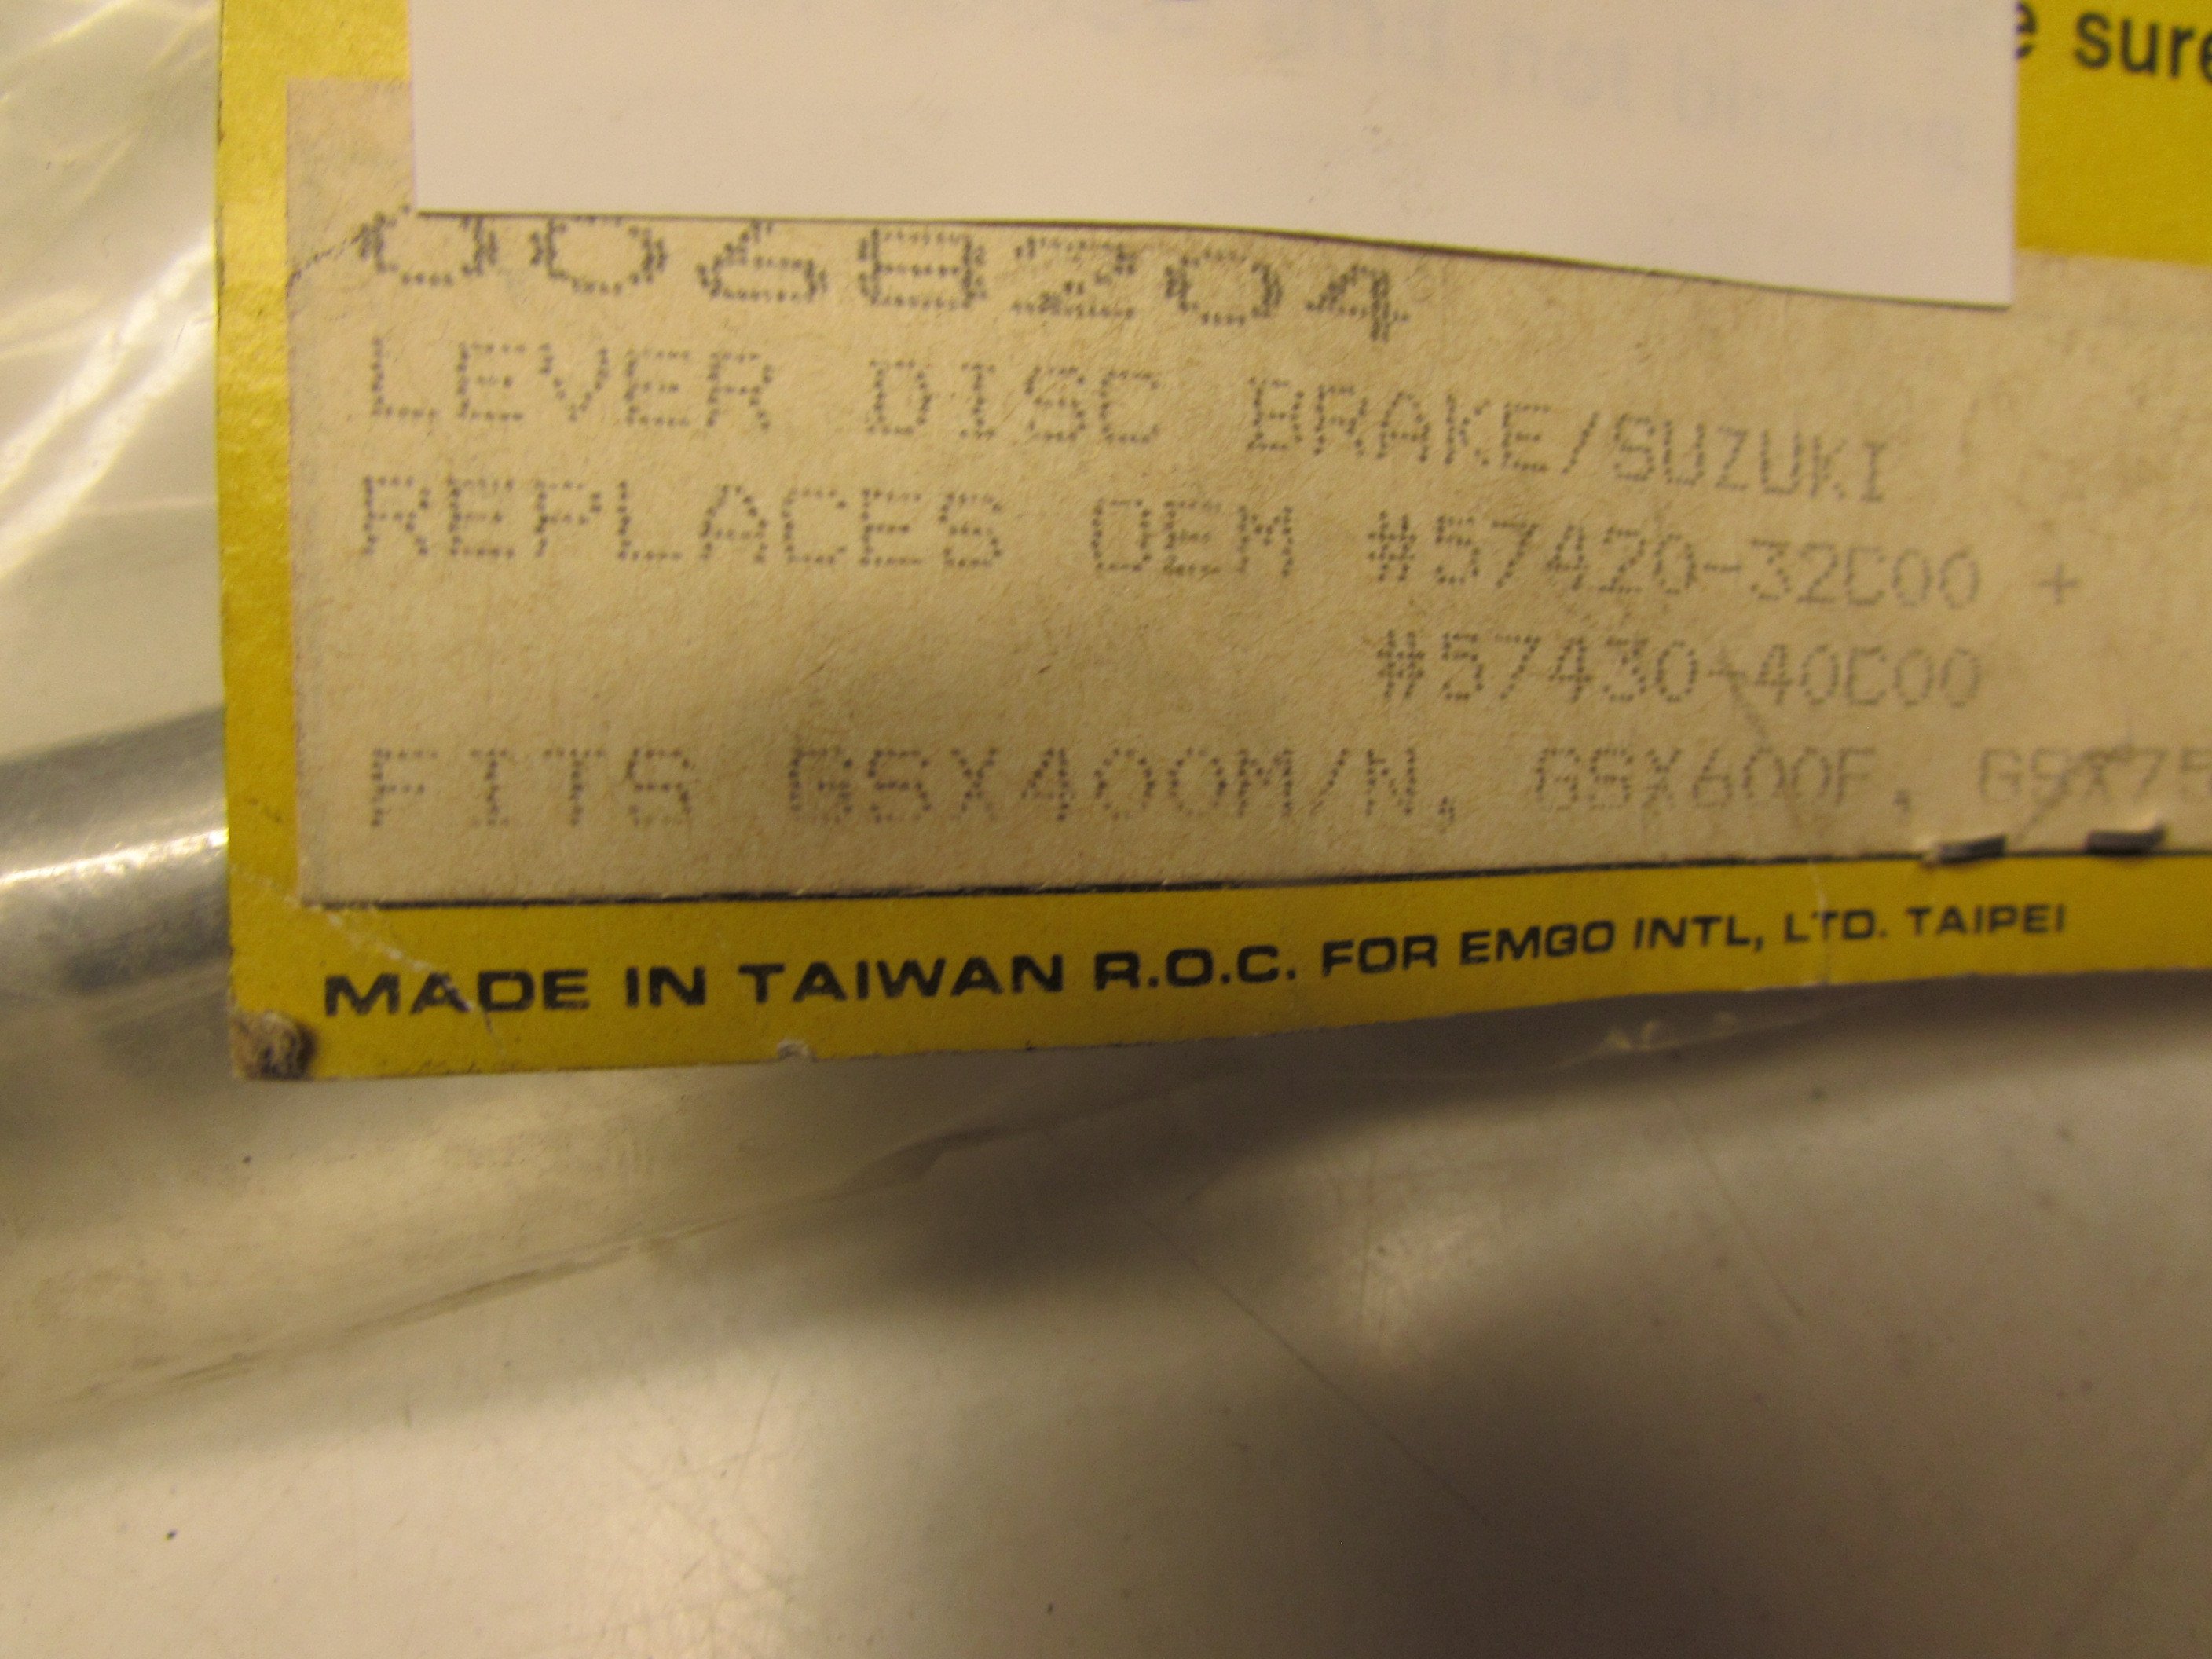 sure
0068204
LEVER DISC BRAKE/SUZUKI
REPLACES OEM #57420-32C00 +
#57430-40C00
FITS GSX400M/N, GSX600F, GSX75
MADE IN TAIWAN R.O.C. FOR EMGO INTL, LTD. TAIPEI